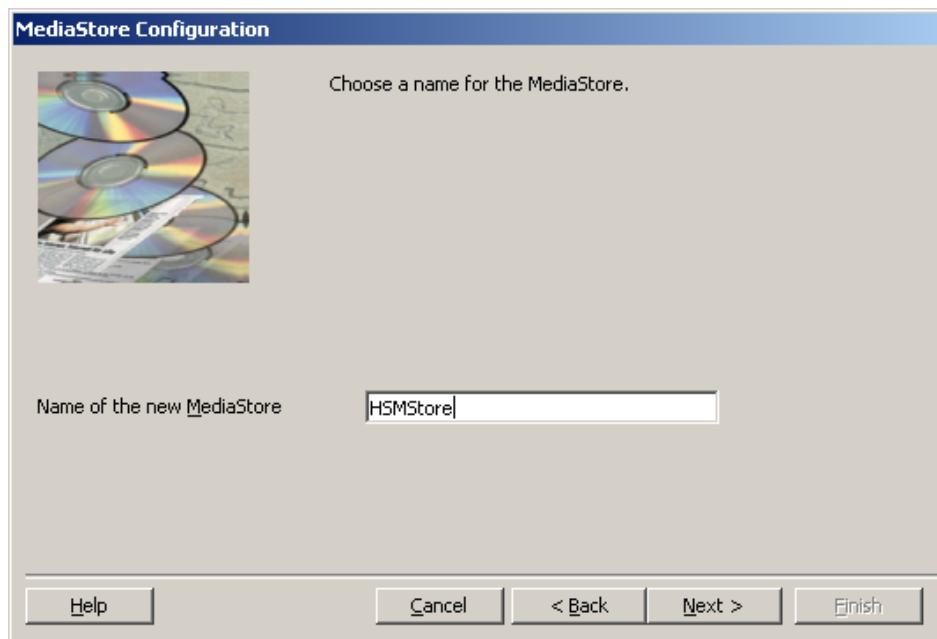 MediaStore Configuration
Choose a name for the MediaStore.
Name of the new MediaStore
HSMStore
Help
Cancel
< Back
Next >
Finish